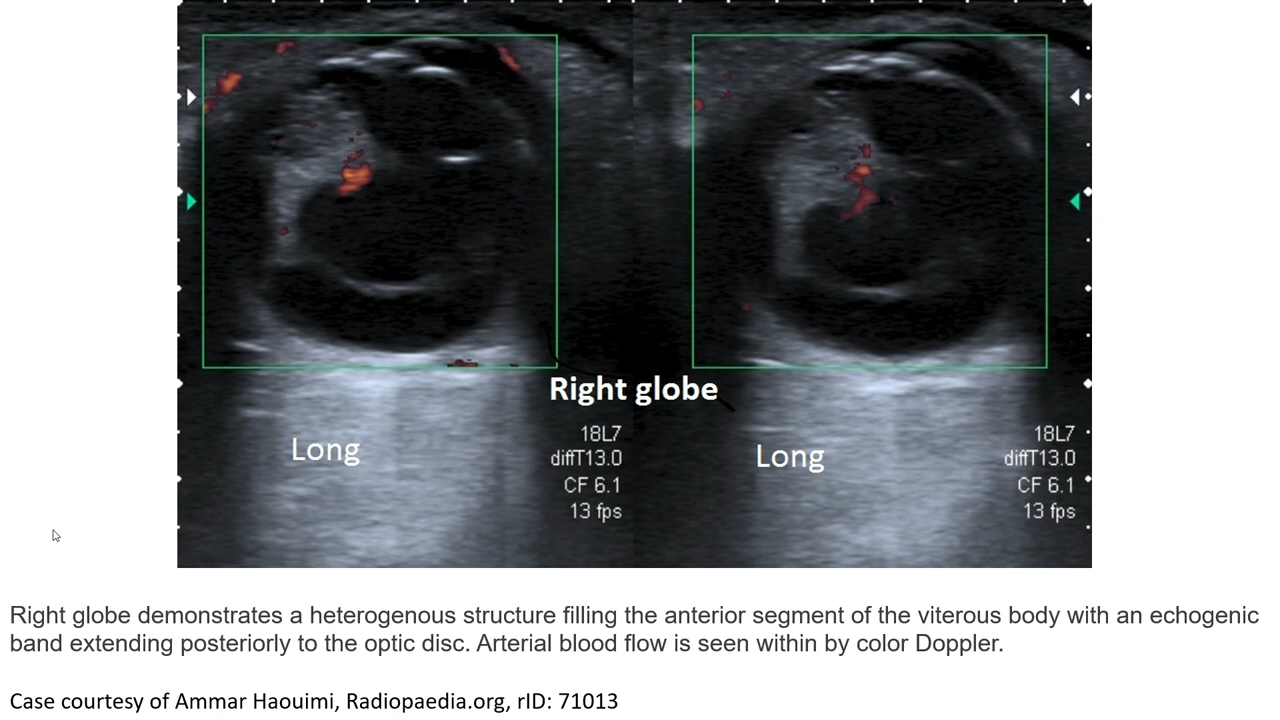 Right globe
Long
Long
18L7
diffT13.0
CF 6.1
13 fps
18L7
diffT13.0
CF 6.1
13 fps
Right globe demonstrates a heterogenous structure filling the anterior segment of the viterous body with an echogenic
band extending posteriorly to the optic disc. Arterial blood flow is seen within by color Doppler.
Case courtesy of Ammar Haouimi, Radiopaedia.org, rID: 71013